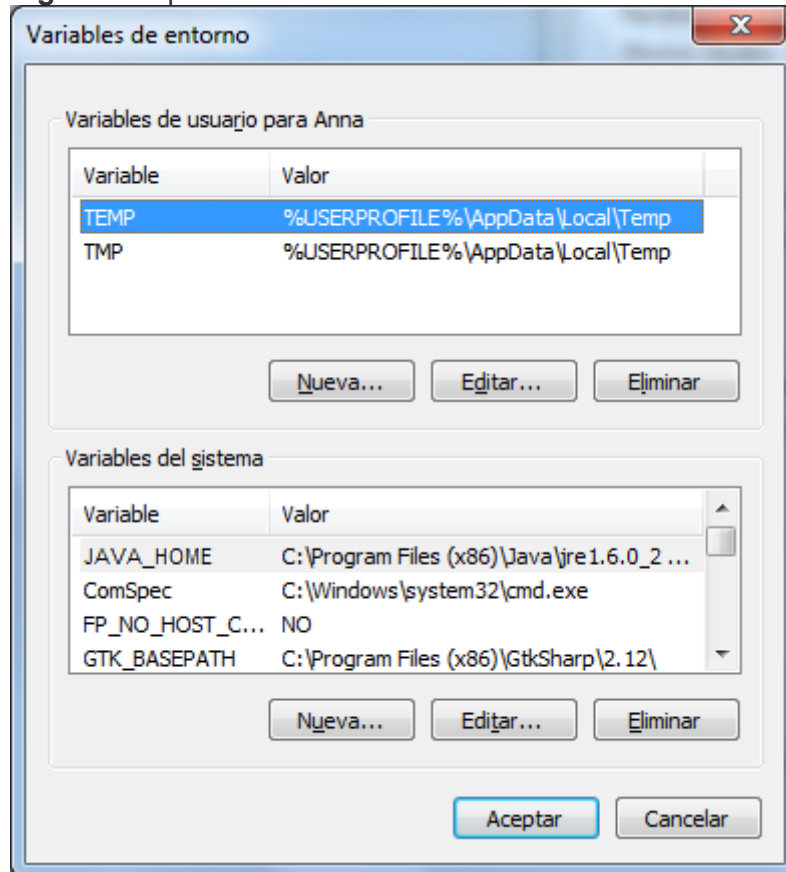 Variables de entorno
Variables de usuario para Anna
Variable Valor
TEMP %USERPROFILE%\AppData\Local\Temp
TMP %USERPROFILE%\AppData\Local\Temp
Nueva... Editar... Eliminar
Variables del sistema
Variable Valor
JAVA_HOME C:\Program Files (x86)\Java\jre1.6.0_2 ...
ComSpec C:\Windows\system32\cmd.exe
FP_NO_HOST_C... NO
GTK_BASEPATH C:\Program Files (x86)\GtkSharp\2.12\
Nueva... Editar... Eliminar
Aceptar Cancelar